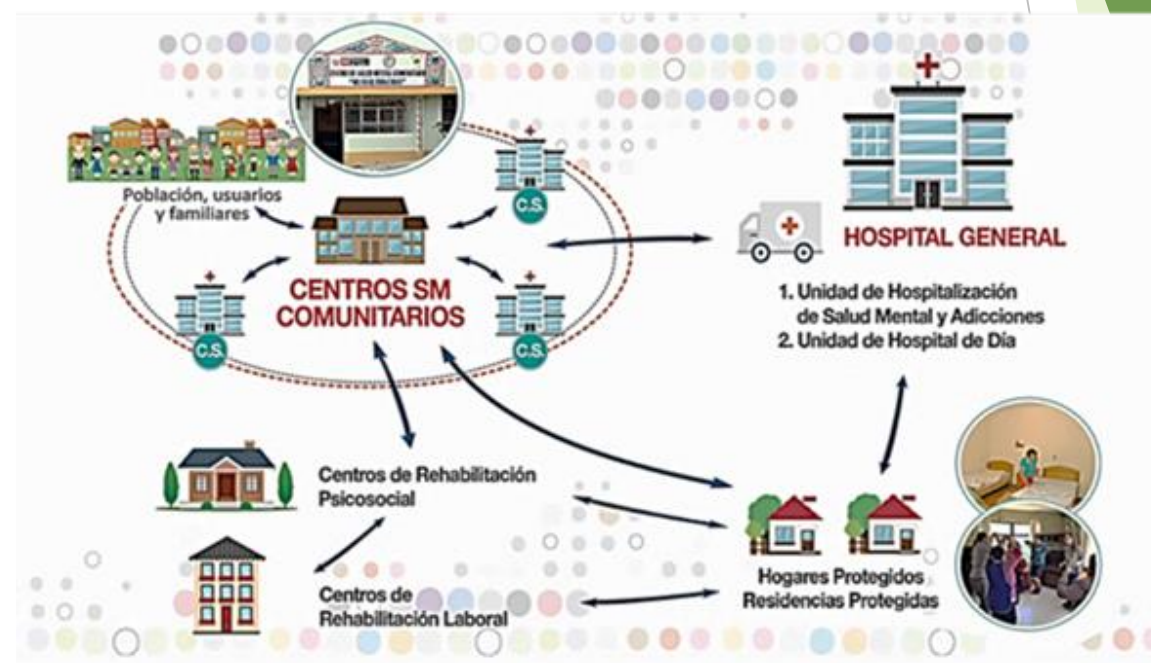 Población, usuarios
y familiares
C.S.
C.S.
C.S.
CENTROS SM
COMUNITARIOS
HOSPITAL GENERAL
1. Unidad de Hospitalización
de Salud Mental y Adicciones
2. Unidad de Hospital de Día
Centros de Rehabilitación
Psicosocial
Centros de
Rehabilitación Laboral
Hogares Protegidos
Residencias Protegidas